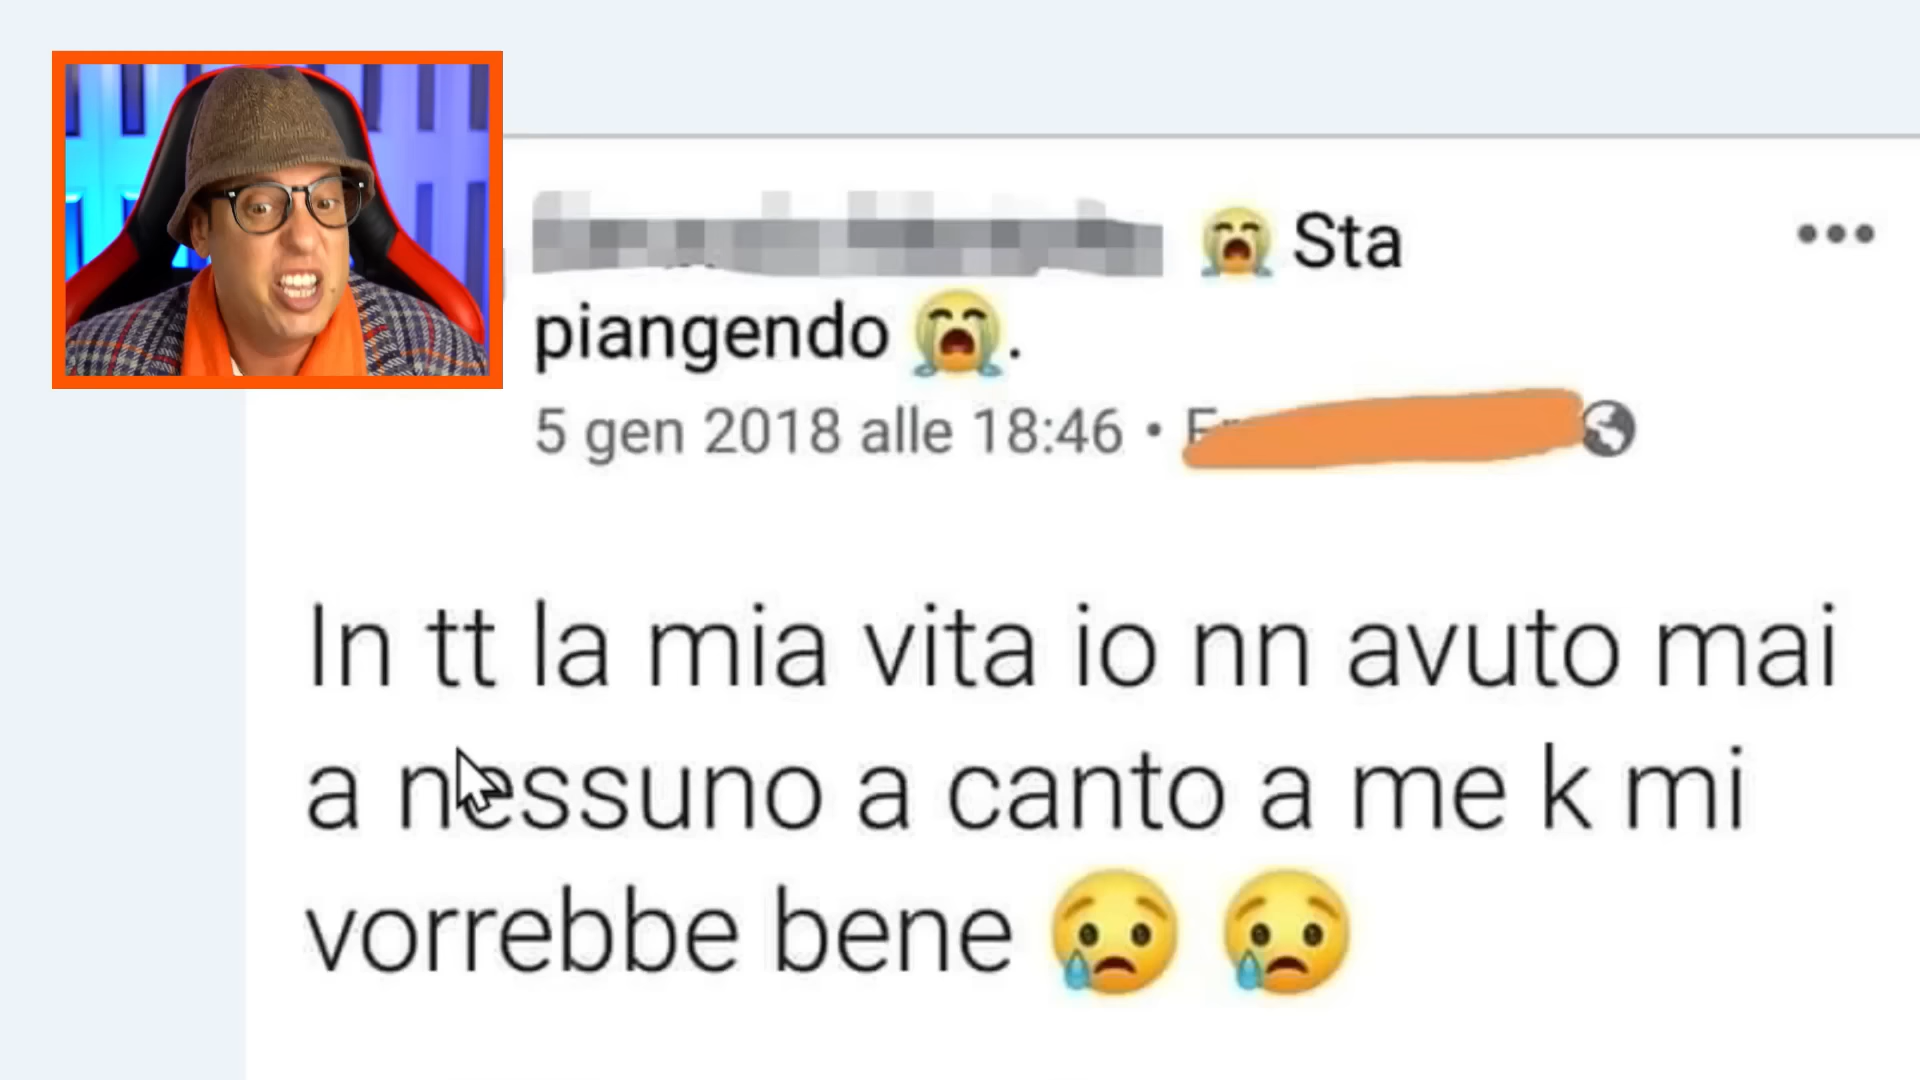 😭 Sta
piangendo 😭.
5 gen 2018 alle 18:46 •
In tt la mia vita io nn avuto mai
a nessuno a canto a me k mi
vorrebbe bene 😢 😢